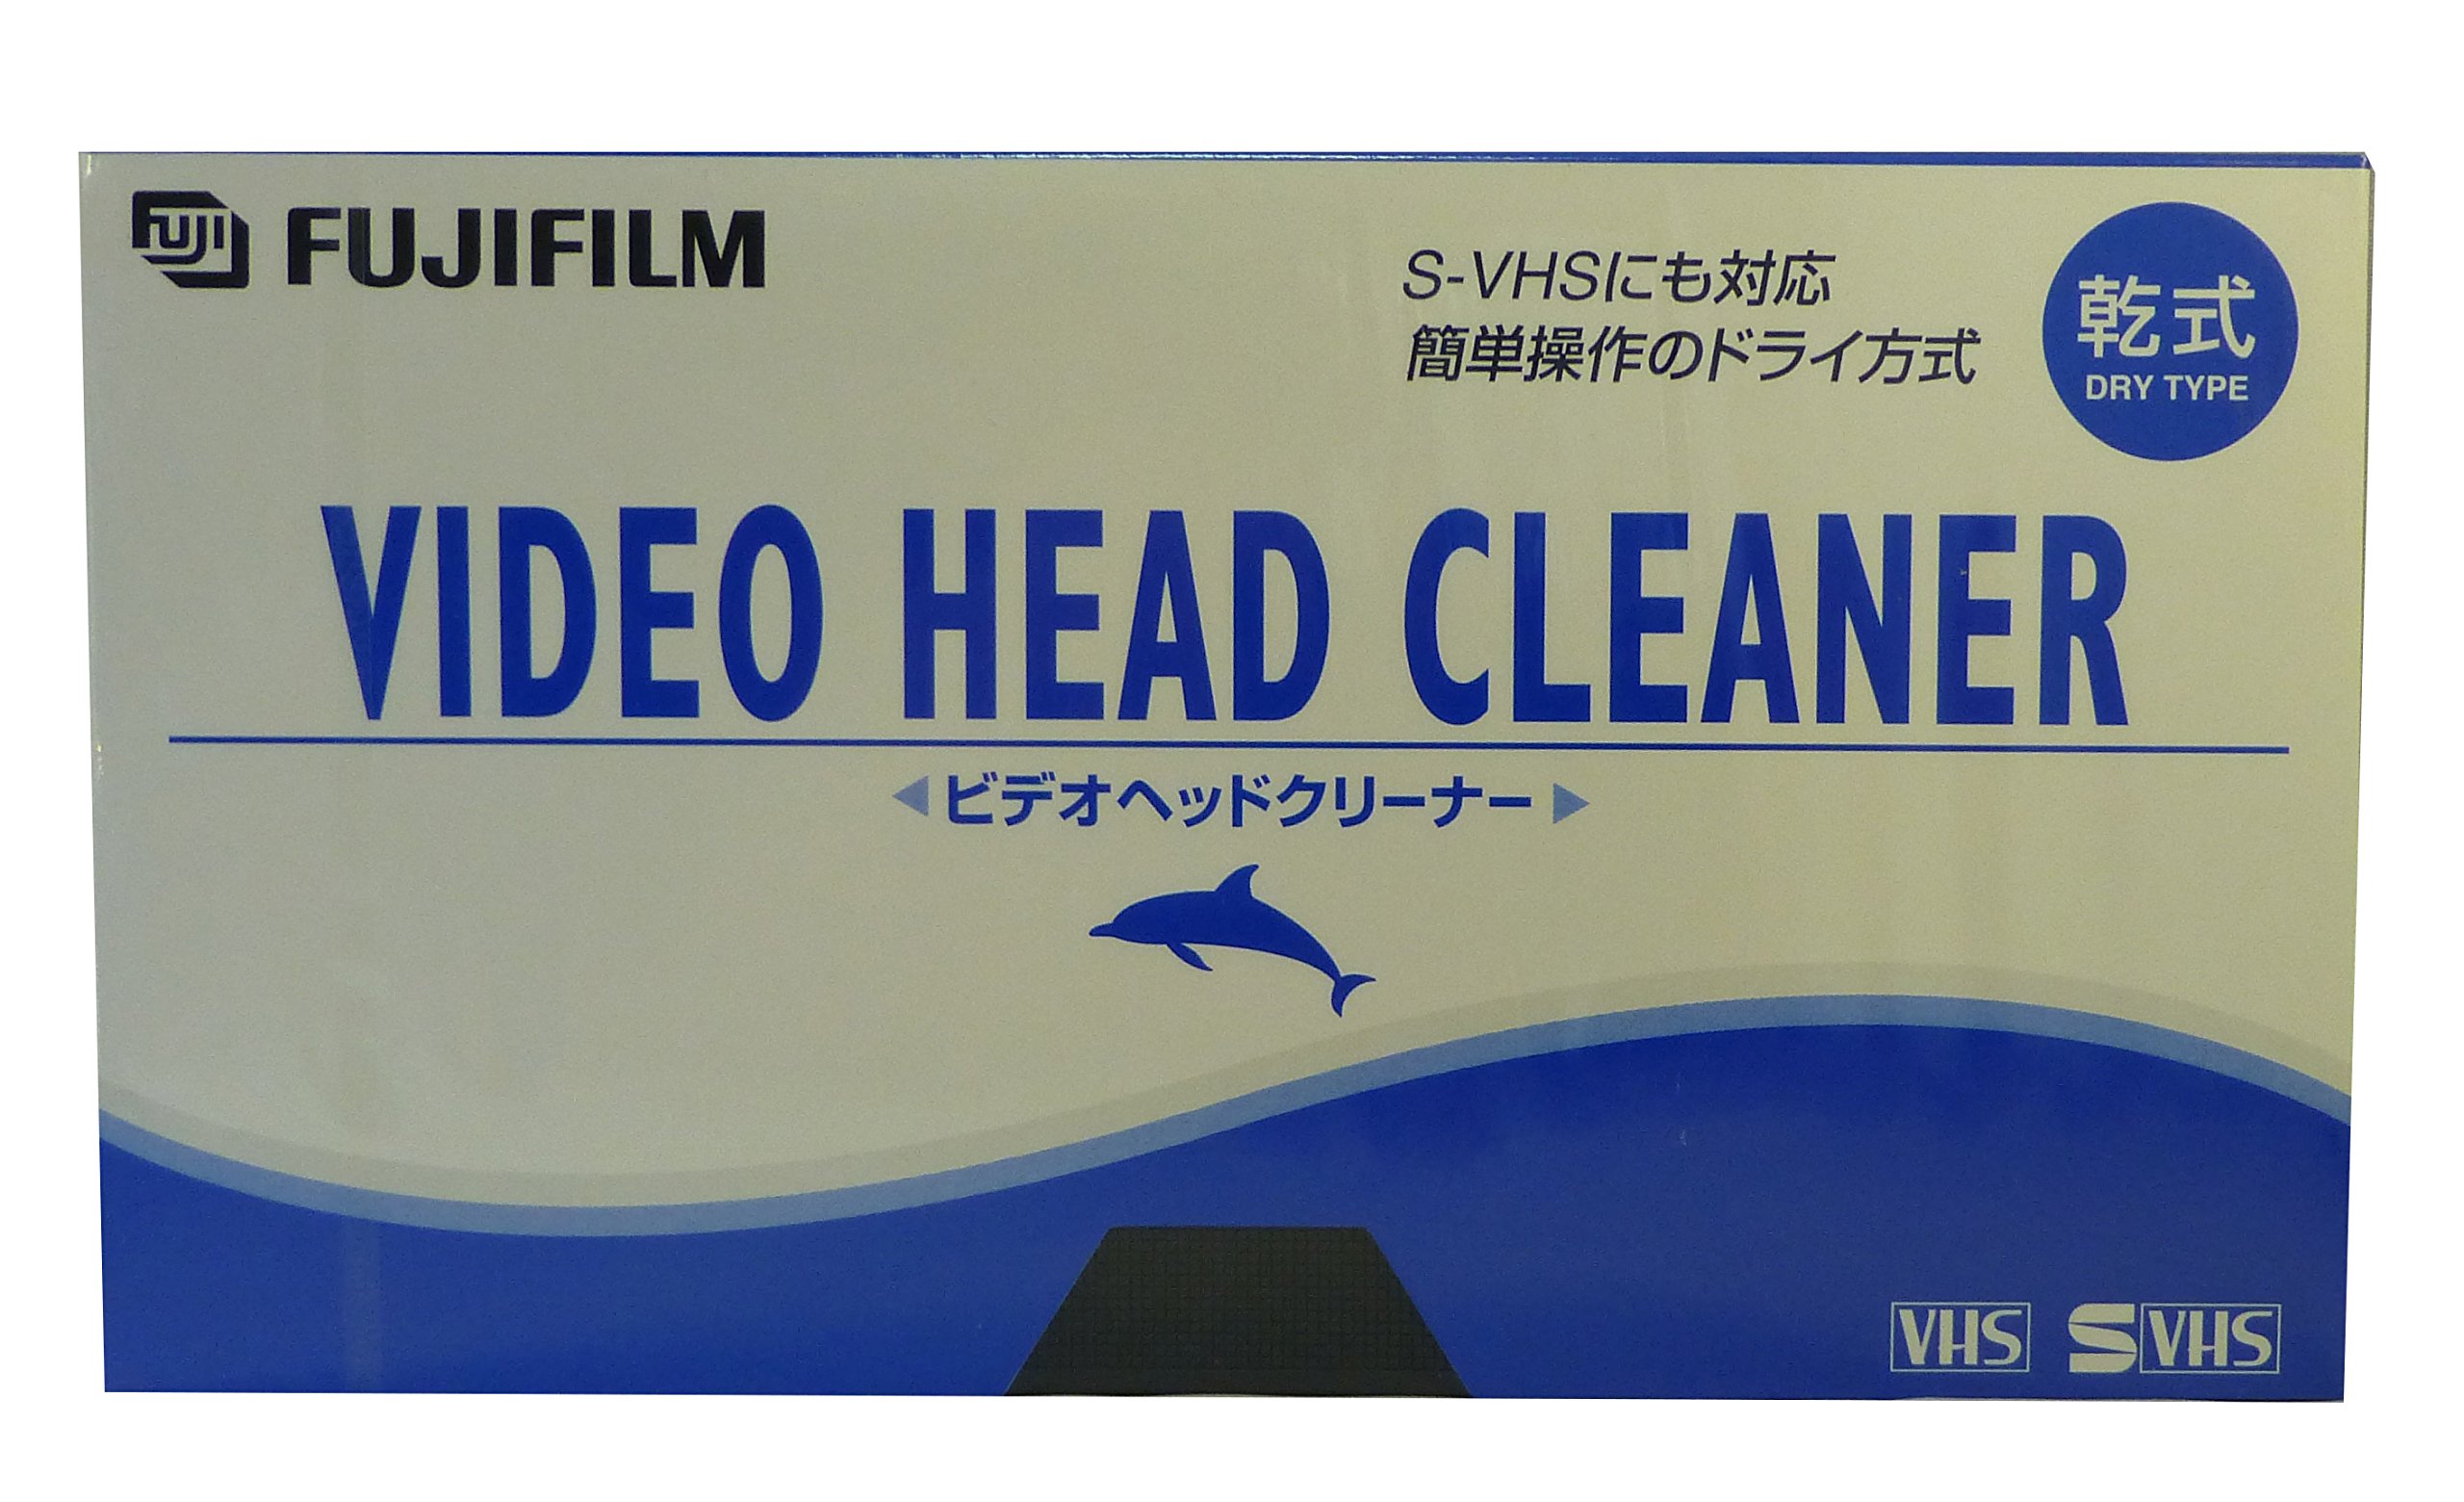 FUJI FUJIFILM
S-VHSにも対応
簡単操作のドライ方式
乾式
DRY TYPE
VIDEO HEAD CLEANER
ビデオヘッドクリーナー
VHS SVHS